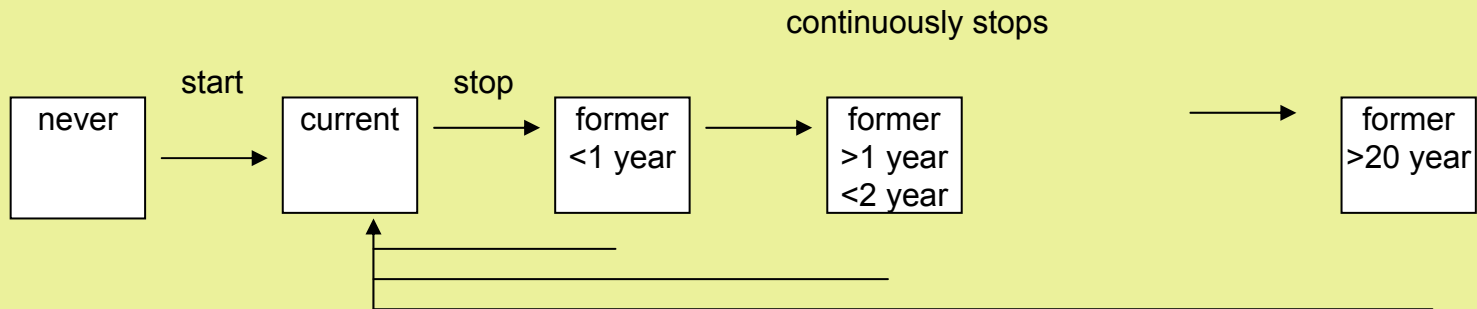 continuously stops
start
stop
never
current
former
<1 year
former
>1 year
<2 year
former
>20 year